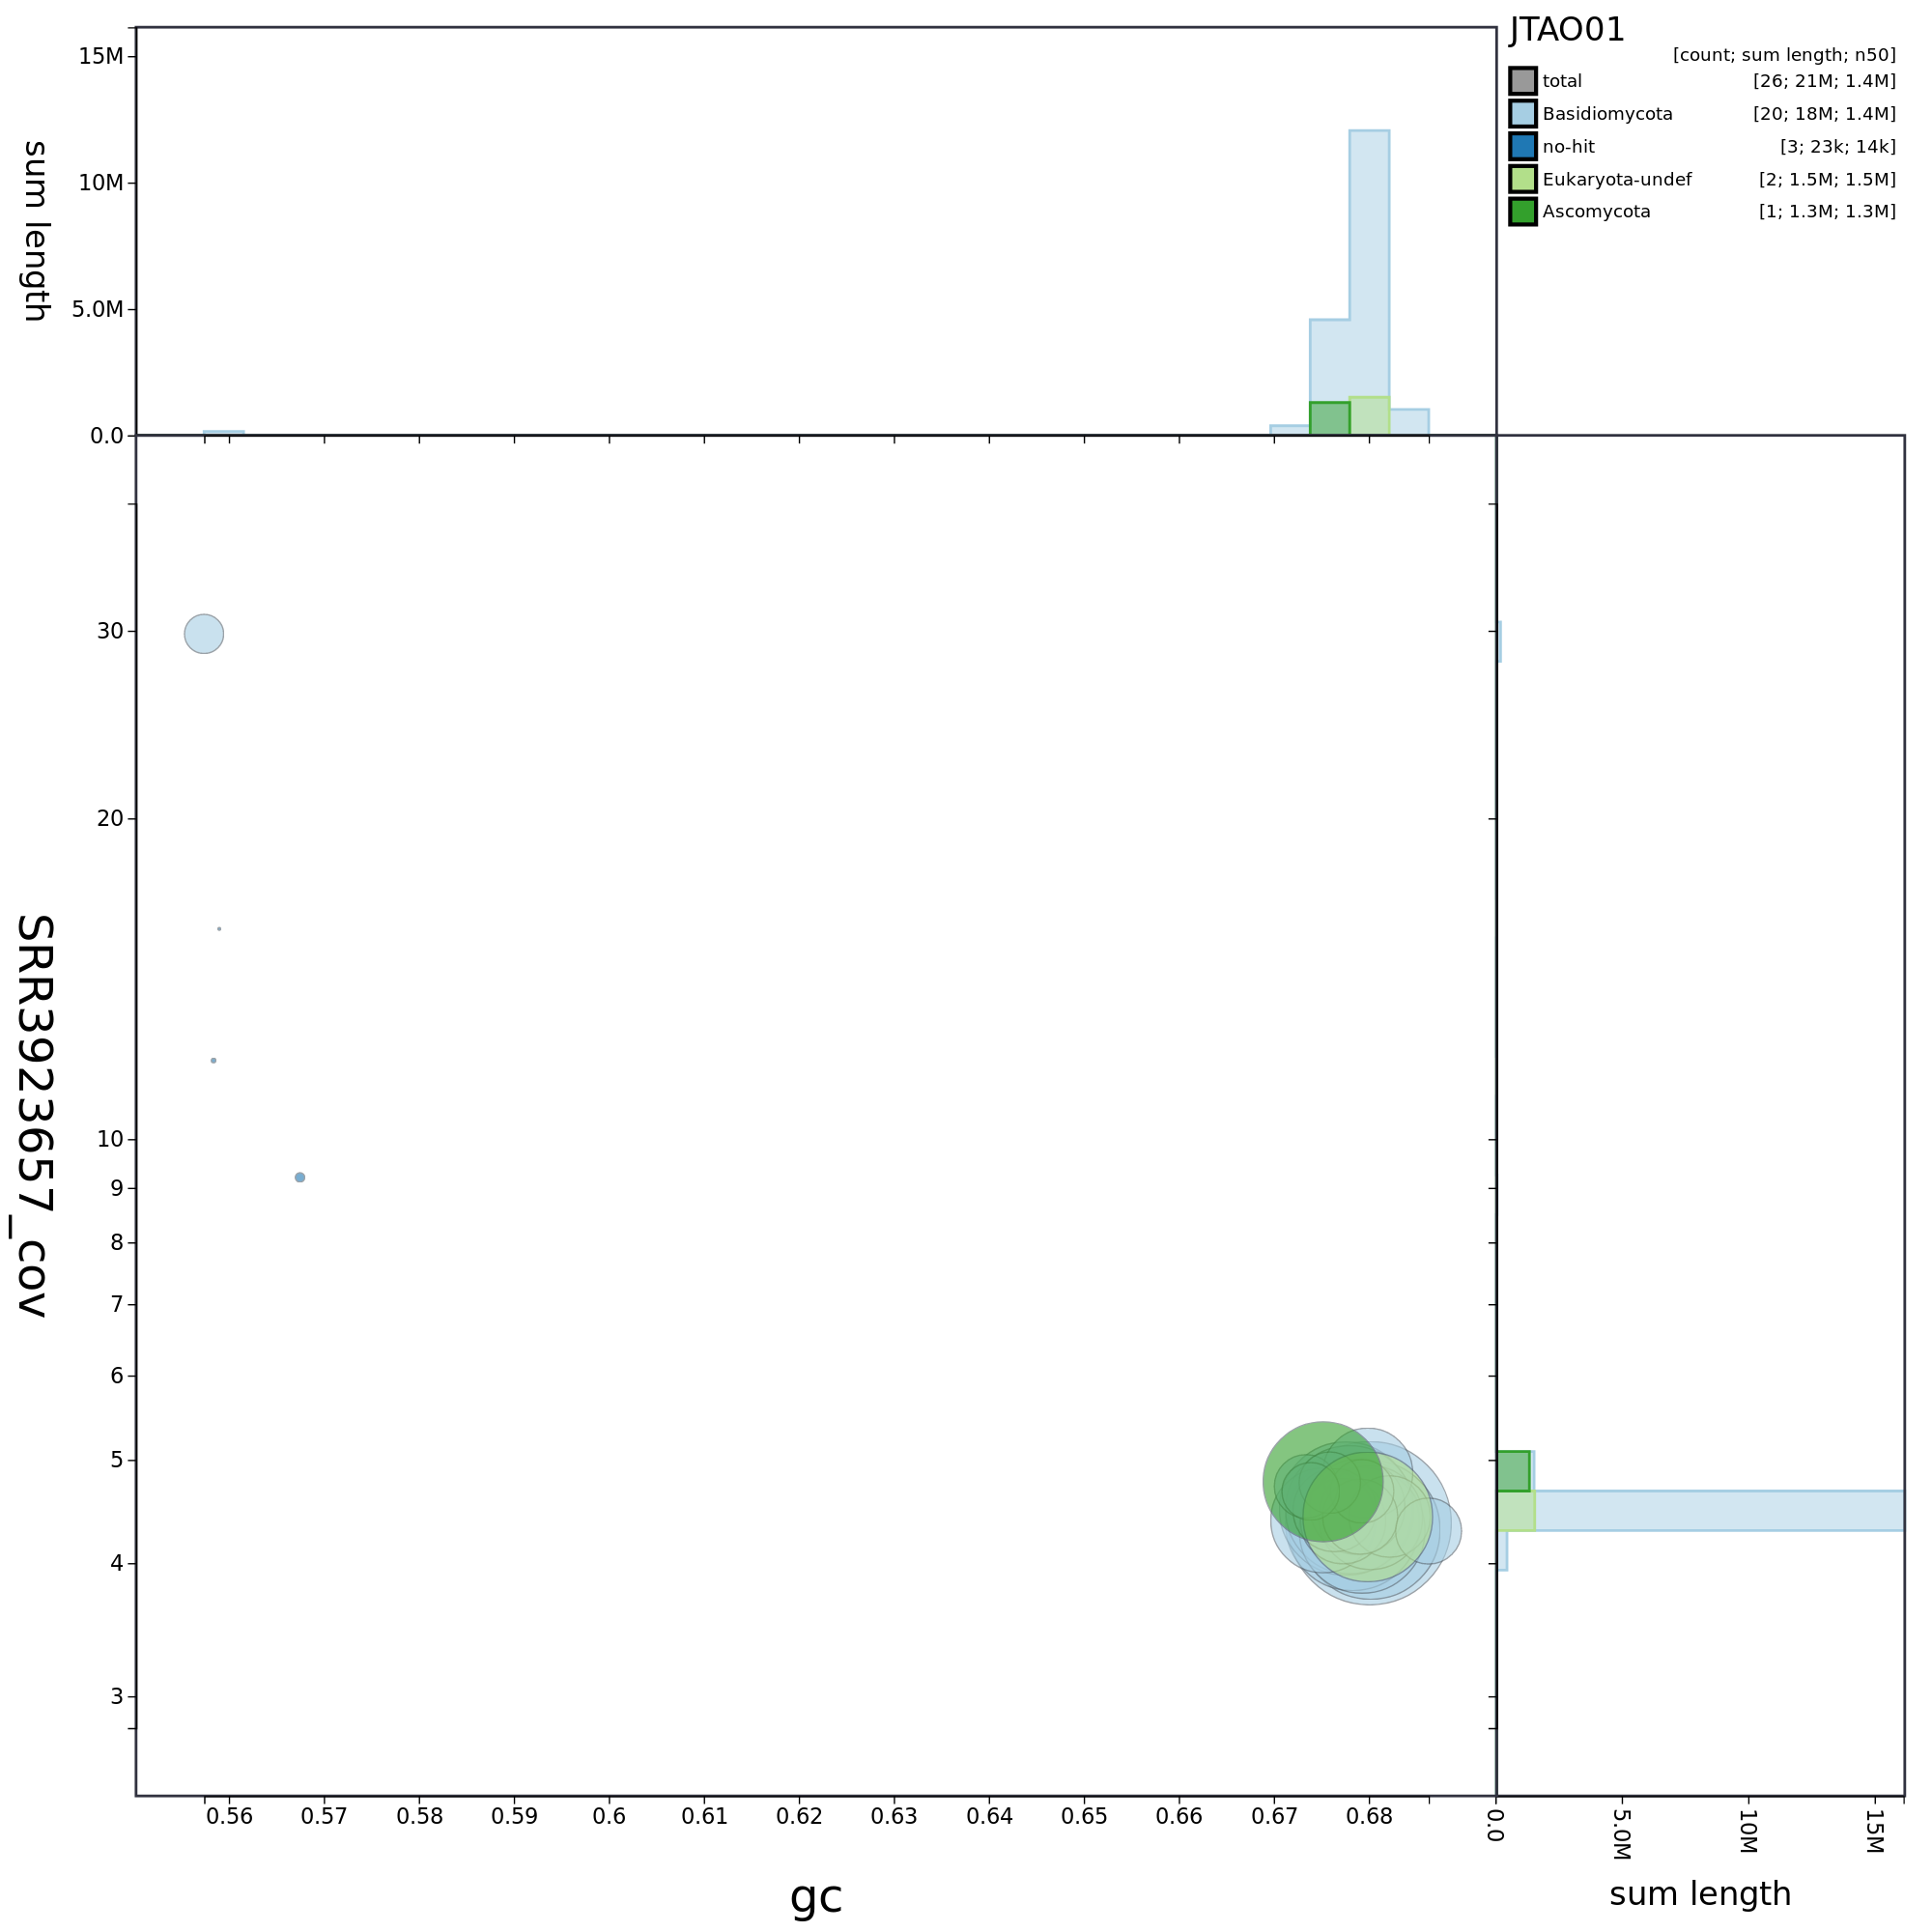 JTAO01
[count; sum length; n50]
total [26; 21M; 1.4M]
Basidiomycota [20; 18M; 1.4M]
no-hit [3; 23k; 14k]
Eukaryota-undef [2; 1.5M; 1.5M]
Ascomycota [1; 1.3M; 1.3M]
sum length
15M
10M
5.0M
0.0
SRR3923657_cov
30
20
10
9
8
7
6
5
4
3
0.56 0.57 0.58 0.59 0.6 0.61 0.62 0.63 0.64 0.65 0.66 0.67 0.68
gc
0.0 5.0M 10M 15M
sum length